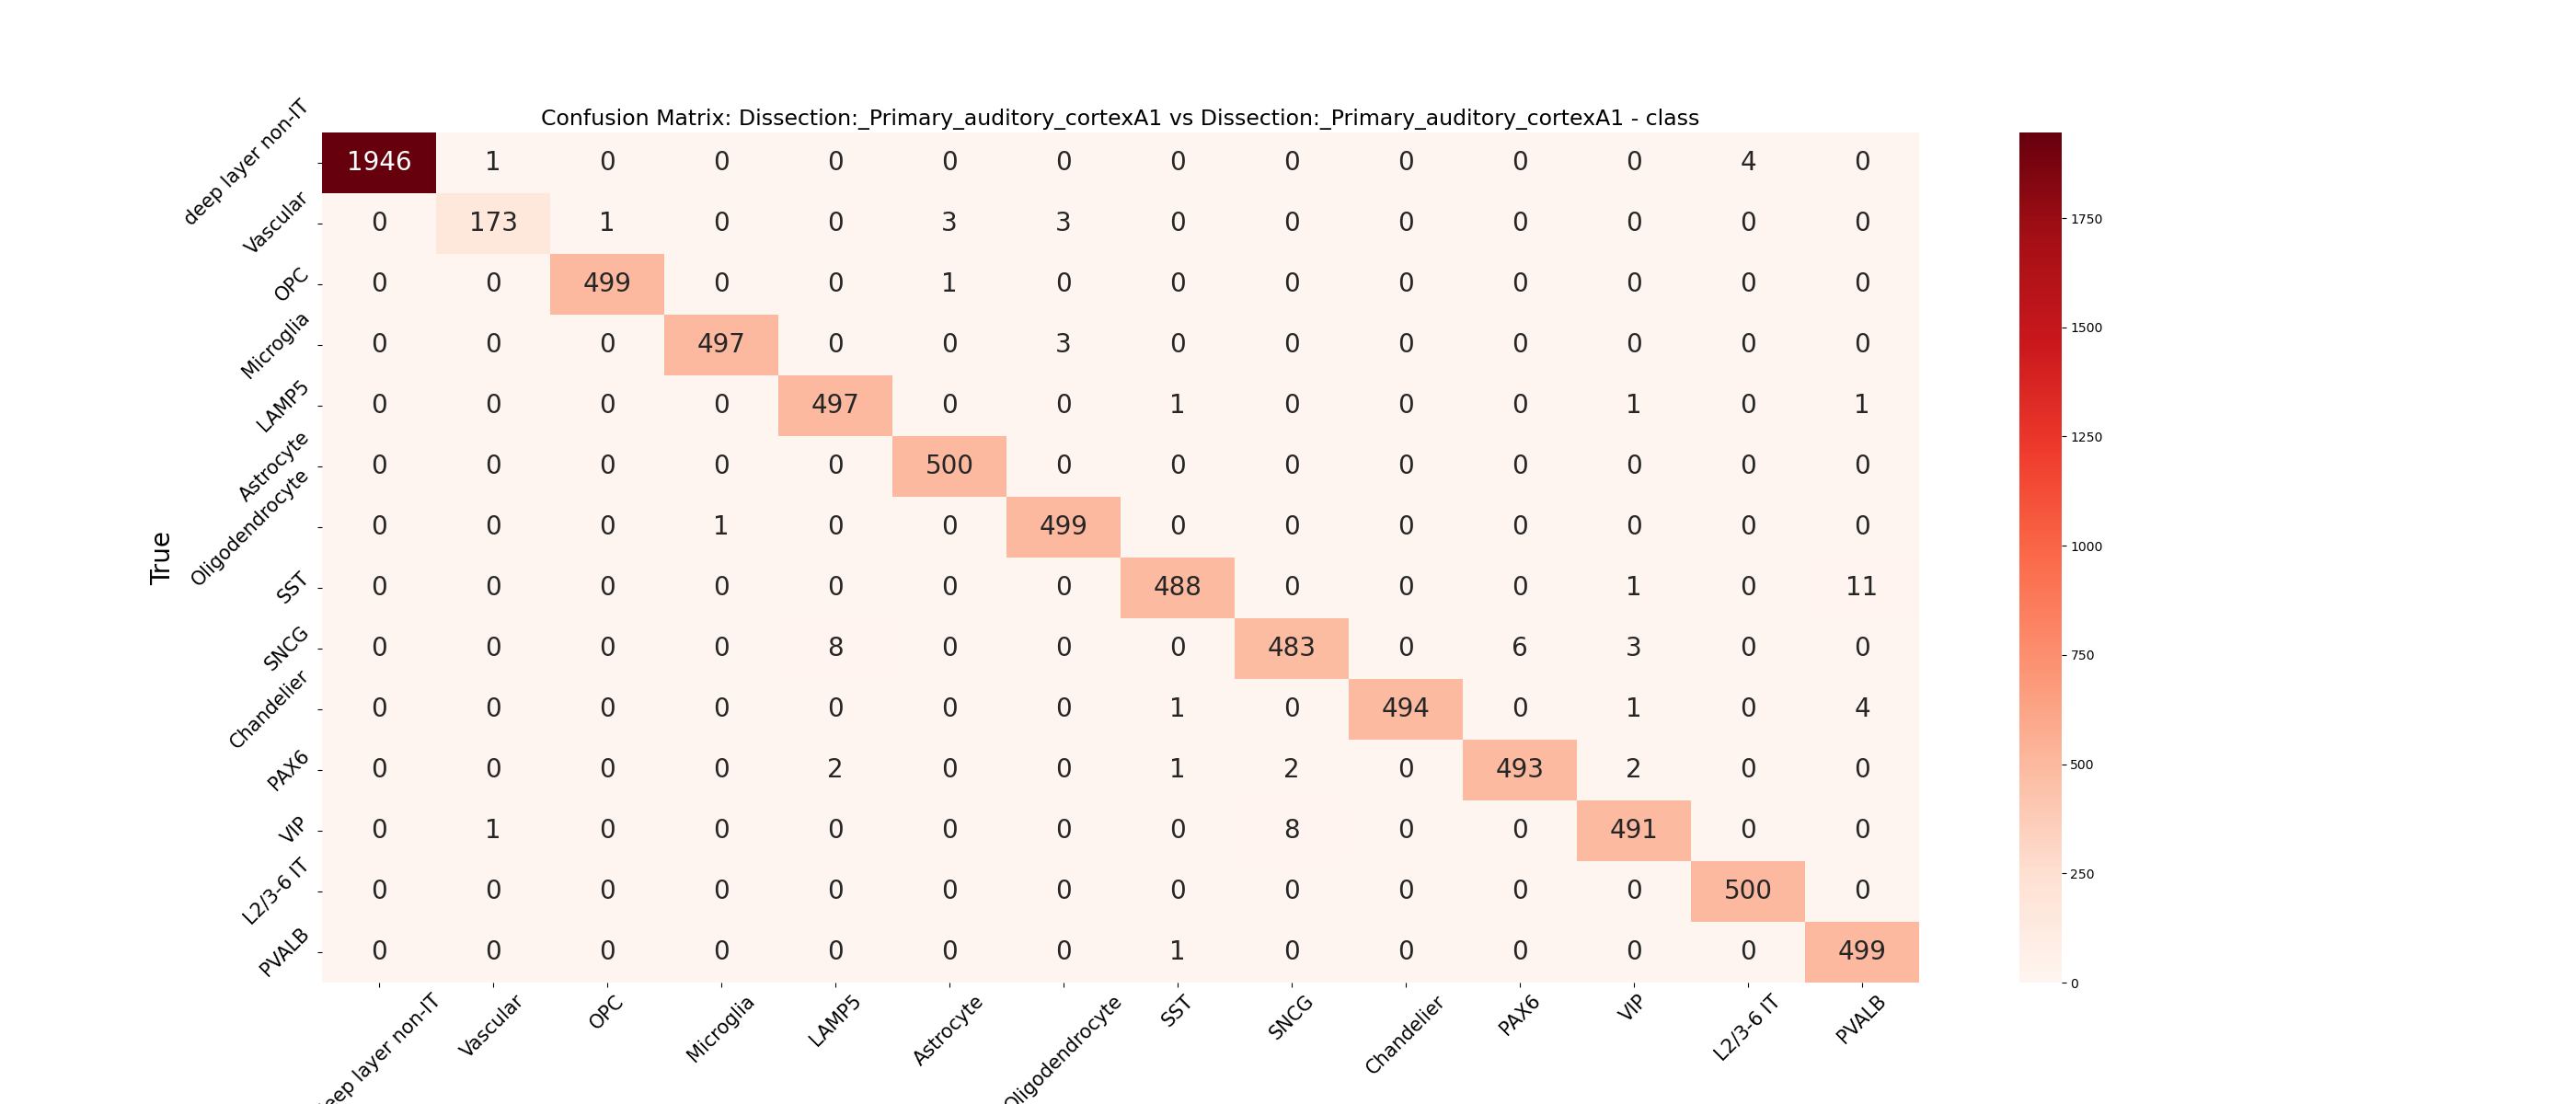 Confusion Matrix: Dissection:_Primary_auditory_cortexA1 vs Dissection:_Primary_auditory_cortexA1 - class
deep layer non-IT 1946 1 0 0 0 0 0 0 0 0 0 0 4 0
Vascular 0 173 1 0 0 3 3 0 0 0 0 0 0 0
OPC 0 0 499 0 0 1 0 0 0 0 0 0 0 0
Microglia 0 0 0 497 0 0 3 0 0 0 0 0 0 0
LAMP5 0 0 0 0 497 0 0 1 0 0 0 1 0 1
Astrocyte 0 0 0 0 0 500 0 0 0 0 0 0 0 0
Oligodendrocyte 0 0 0 1 0 0 499 0 0 0 0 0 0 0
SST 0 0 0 0 0 0 0 488 0 0 0 1 0 11
SNCG 0 0 0 0 8 0 0 0 483 0 6 3 0 0
Chandelier 0 0 0 0 0 0 0 1 0 494 0 1 0 4
PAX6 0 0 0 0 2 0 0 1 2 0 493 2 0 0
VIP 0 1 0 0 0 0 0 0 8 0 0 491 0 0
L2/3-6 IT 0 0 0 0 0 0 0 0 0 0 0 0 500 0
PVALB 0 0 0 0 0 0 0 1 0 0 0 0 0 499
True
layer non-IT Vascular OPC Microglia LAMP5 Astrocyte Oligodendrocyte SST SNCG Chandelier PAX6 VIP L2/3-6 IT PVALB
1750
1500
1250
1000
750
500
250
0